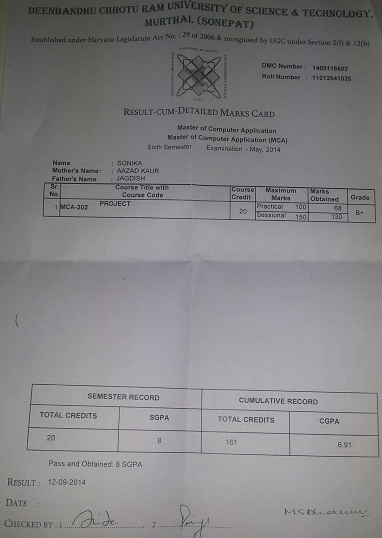 DEENBANDHU CHHOTU RAM UNIVERSITY OF SCIENCE & TECHNOLOGY,
MURTHAL (SONEPAT)
Established under Haryana Legislature Act No. : 29 of 2006 & recognised by UGC under Section 2(f) & 12(b)
DMC Number : 1405116602
Roll Number : 11012541025
RESULT-CUM-DETAILED MARKS CARD
Master of Computer Application
Master of Computer Application (MCA)
Sixth Semester Examination - May, 2014
Name : SONIKA
Mother's Name : AAZAD KAUR
Father's Name : JAGDISH
Sr. No. Course Title with Course Code Course Credit Maximum Marks Marks Obtained Grade
1 MCA-302 PROJECT 20 Practical 100 68 B+
Sessional 150 130
SEMESTER RECORD CUMULATIVE RECORD
TOTAL CREDITS SGPA TOTAL CREDITS CGPA
20 8 161 6.91
Pass and Obtained: 8 SGPA
RESULT : 12-09-2014
DATE :
CHECKED BY : 1. 2.